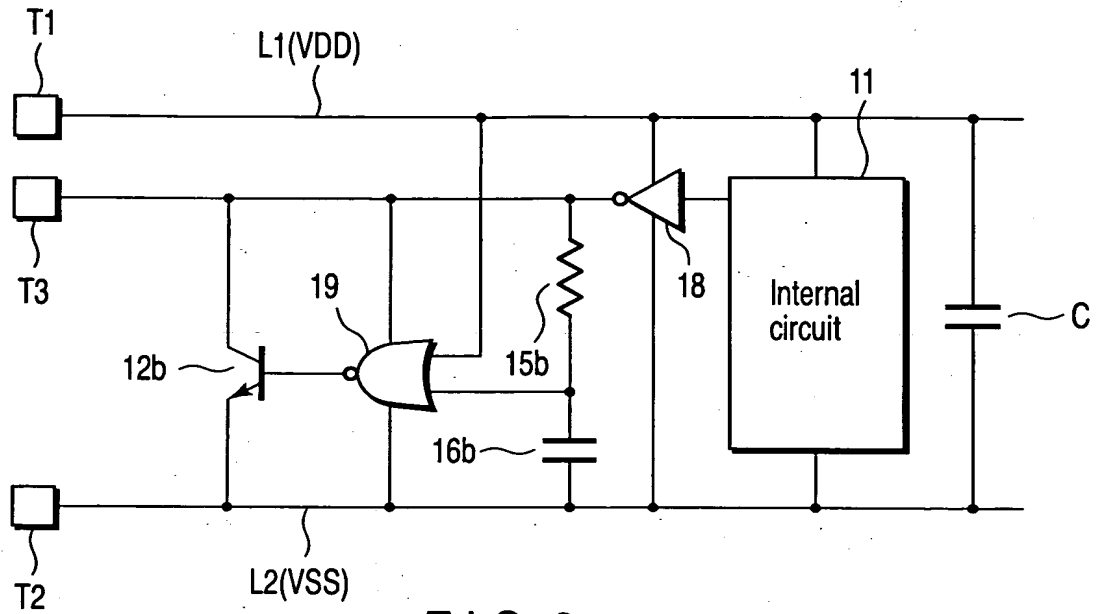 T1
L1(VDD)
11
T3
19
18
Internal
circuit
C
12b
15b
16b
T2
L2(VSS)